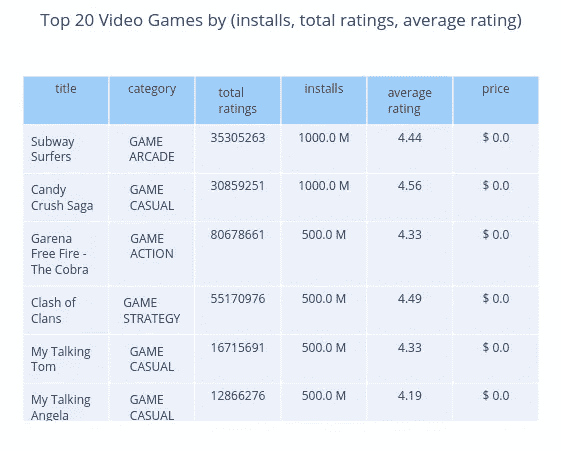 Top 20 Video Games by (installs, total ratings, average rating)
title category total ratings installs average rating price
Subway Surfers GAME ARCADE 35305263 1000.0 M 4.44 $ 0.0
Candy Crush Saga GAME CASUAL 30859251 1000.0 M 4.56 $ 0.0
Garena Free Fire - The Cobra GAME ACTION 80678661 500.0 M 4.33 $ 0.0
Clash of Clans GAME STRATEGY 55170976 500.0 M 4.49 $ 0.0
My Talking Tom GAME CASUAL 16715691 500.0 M 4.33 $ 0.0
My Talking Angela GAME CASUAL 12866276 500.0 M 4.19 $ 0.0